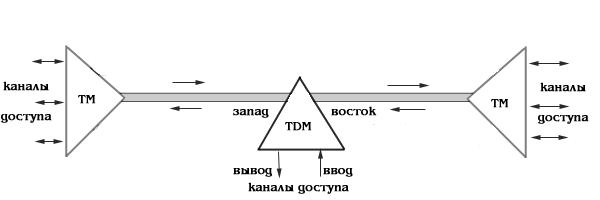 каналы
доступа
TM
запад
TDM
восток
вывод
ввод
каналы доступа
TM
каналы
доступа